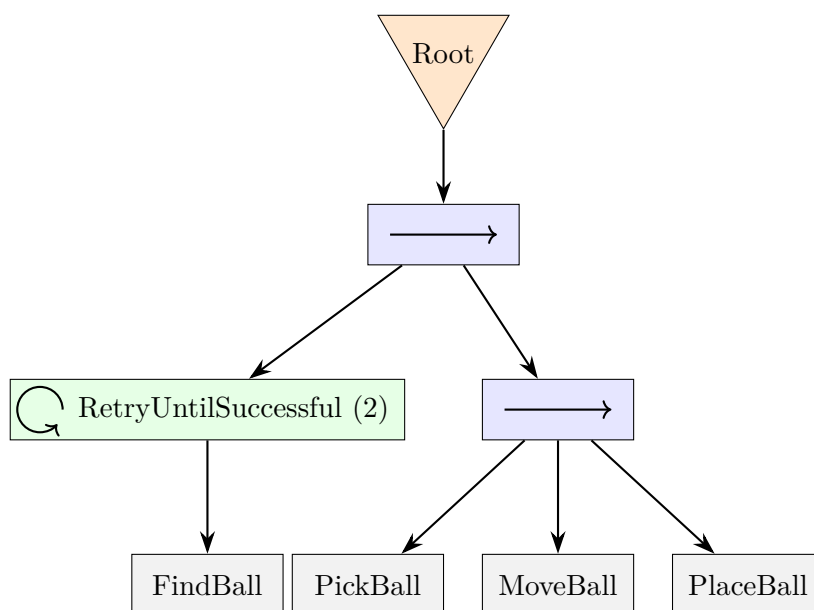 Root
RetryUntilSuccessful (2)
FindBall
PickBall
MoveBall
PlaceBall